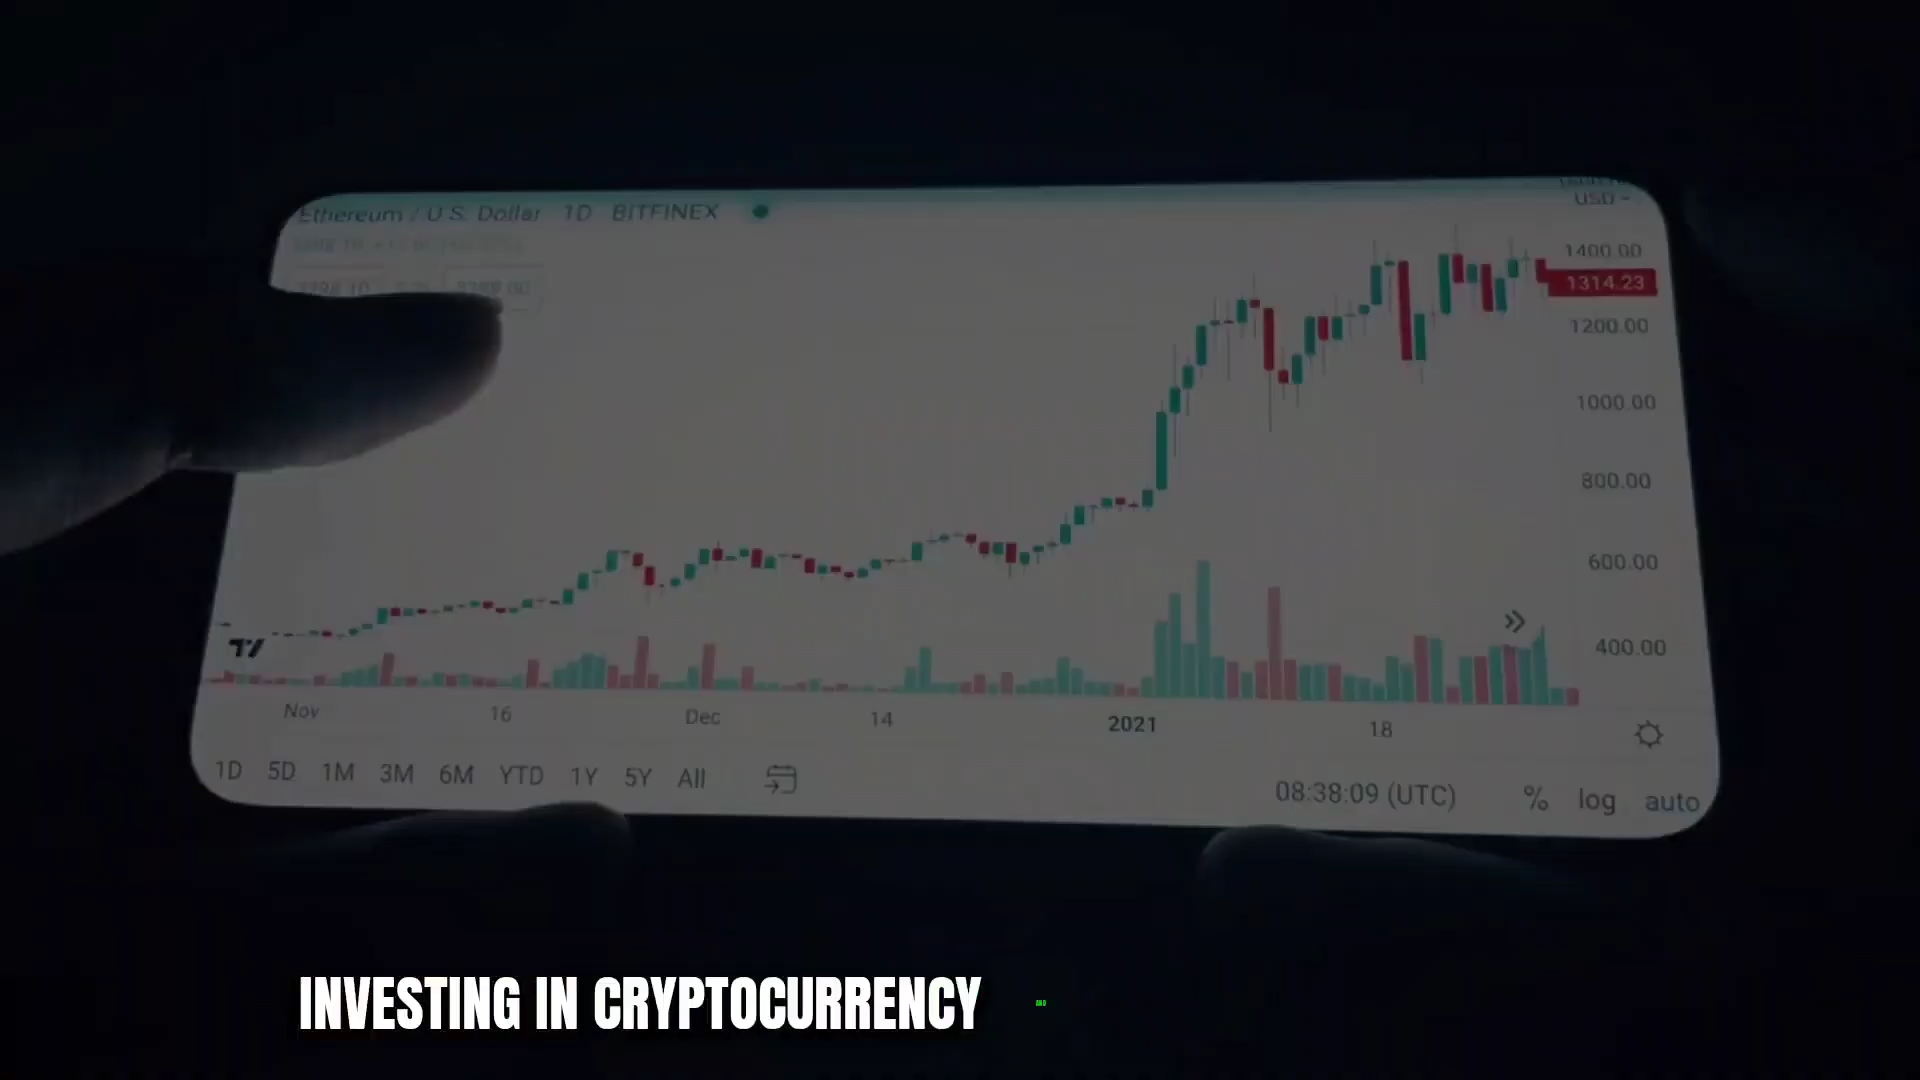 Ethereum / U.S. Dollar 1D BITFINEX
USD
1400.00
1314.23
1200.00
1000.00
800.00
600.00
400.00
Nov 16 Dec 14 2021 18
1D 5D 1M 3M 6M YTD 1Y 5Y All
08:38:09 (UTC) % log auto
INVESTING IN CRYPTOCURRENCY